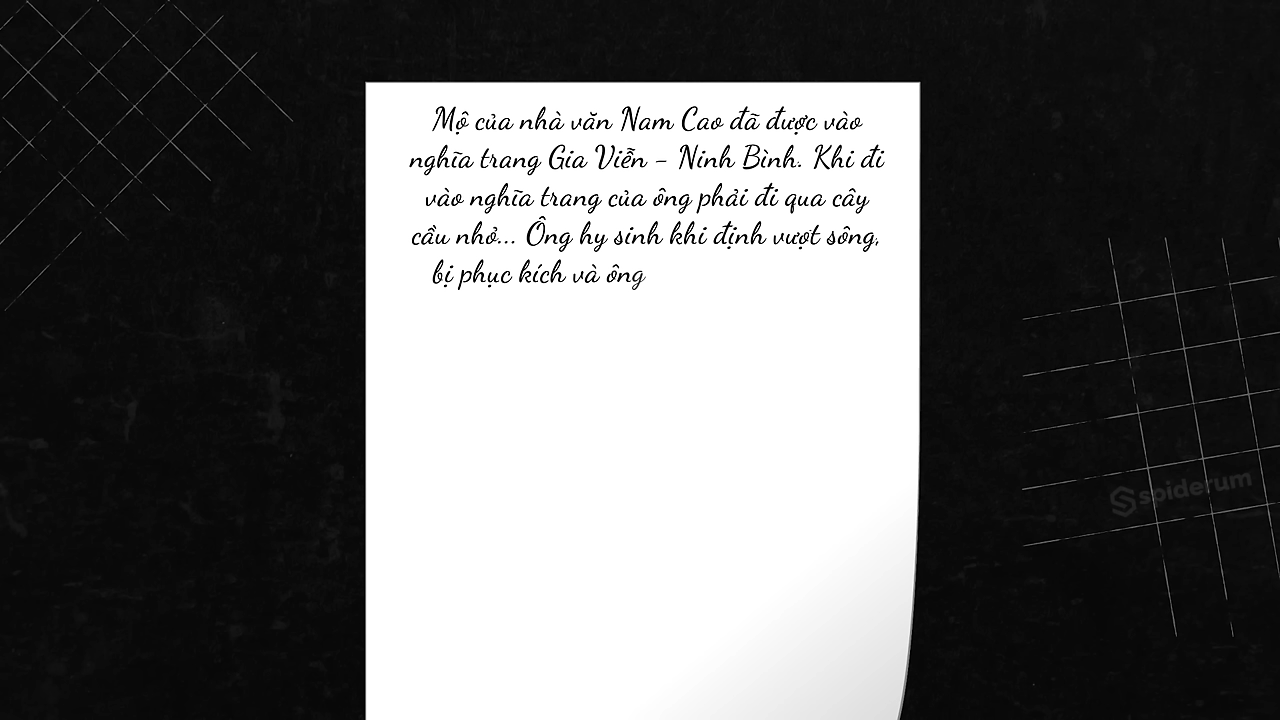 Mộ của nhà văn Nam Cao đã được vào
nghĩa trang Gia Viễn - Ninh Bình. Khi đi
vào nghĩa trang của ông phải đi qua cây
cầu nhỏ... Ông hy sinh khi định vượt sông,
bị phục kích và ông
spiderum